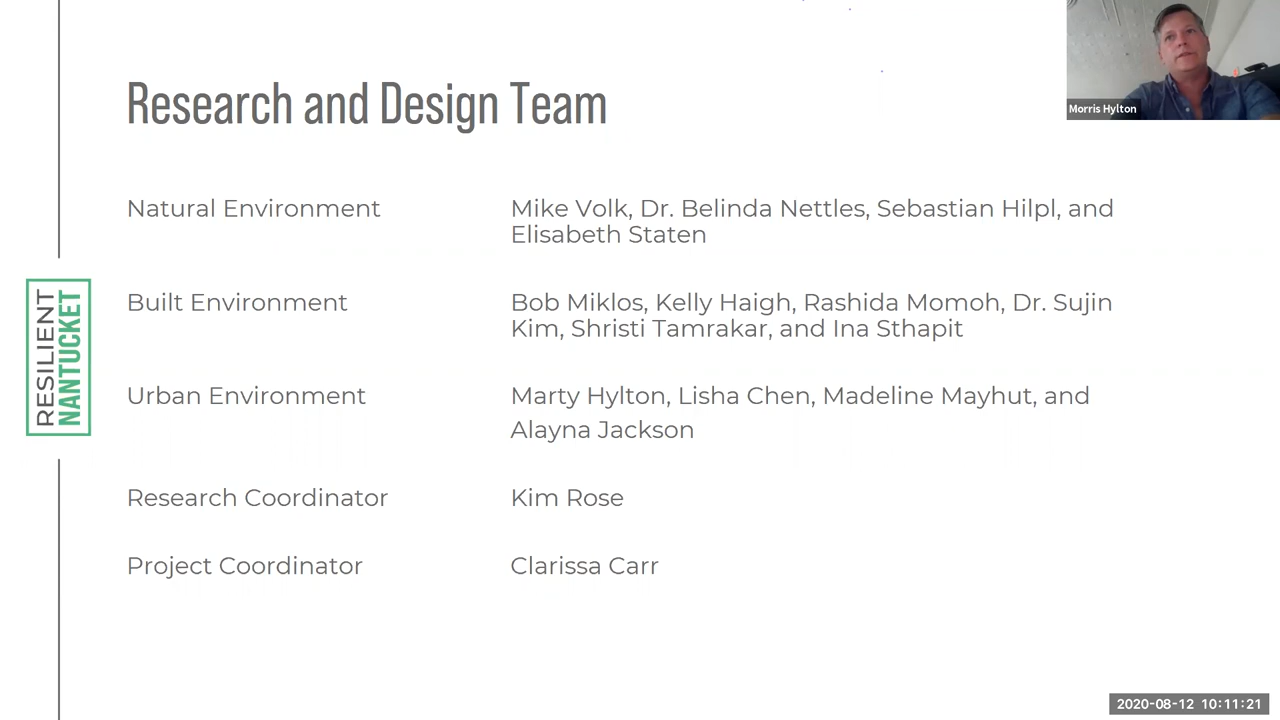 Research and Design Team
Morris Hylton
Natural Environment
Mike Volk, Dr. Belinda Nettles, Sebastian Hilpl, and
Elisabeth Staten
RESILIENT
NANTUCKET
Built Environment
Bob Miklos, Kelly Haigh, Rashida Momoh, Dr. Sujin
Kim, Shristi Tamrakar, and Ina Sthapit
Urban Environment
Marty Hylton, Lisha Chen, Madeline Mayhut, and
Alayna Jackson
Research Coordinator
Kim Rose
Project Coordinator
Clarissa Carr
2020-08-12 10:11:21